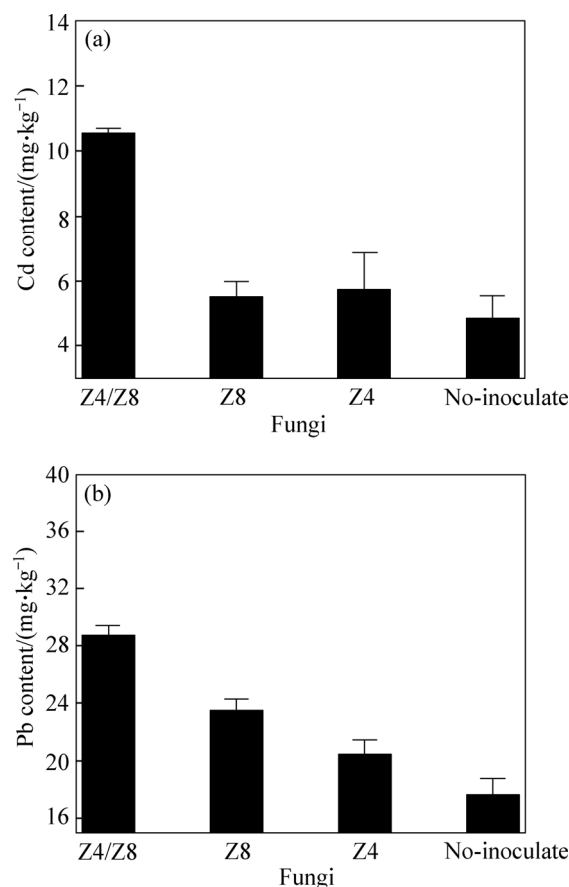 (a)
14
12
10
8
6
4
Cd content/(mg·kg⁻¹)
Z4/Z8 Z8 Z4 No-inoculate
Fungi
(b)
40
36
32
28
24
20
16
Pb content/(mg·kg⁻¹)
Z4/Z8 Z8 Z4 No-inoculate
Fungi